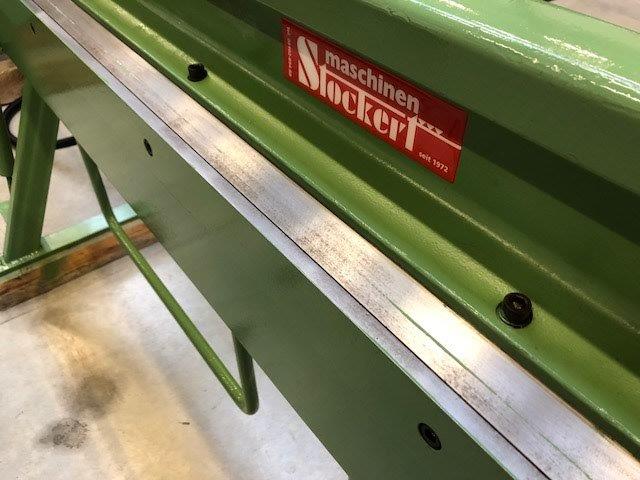 maschinen
Stockert
seit 1972